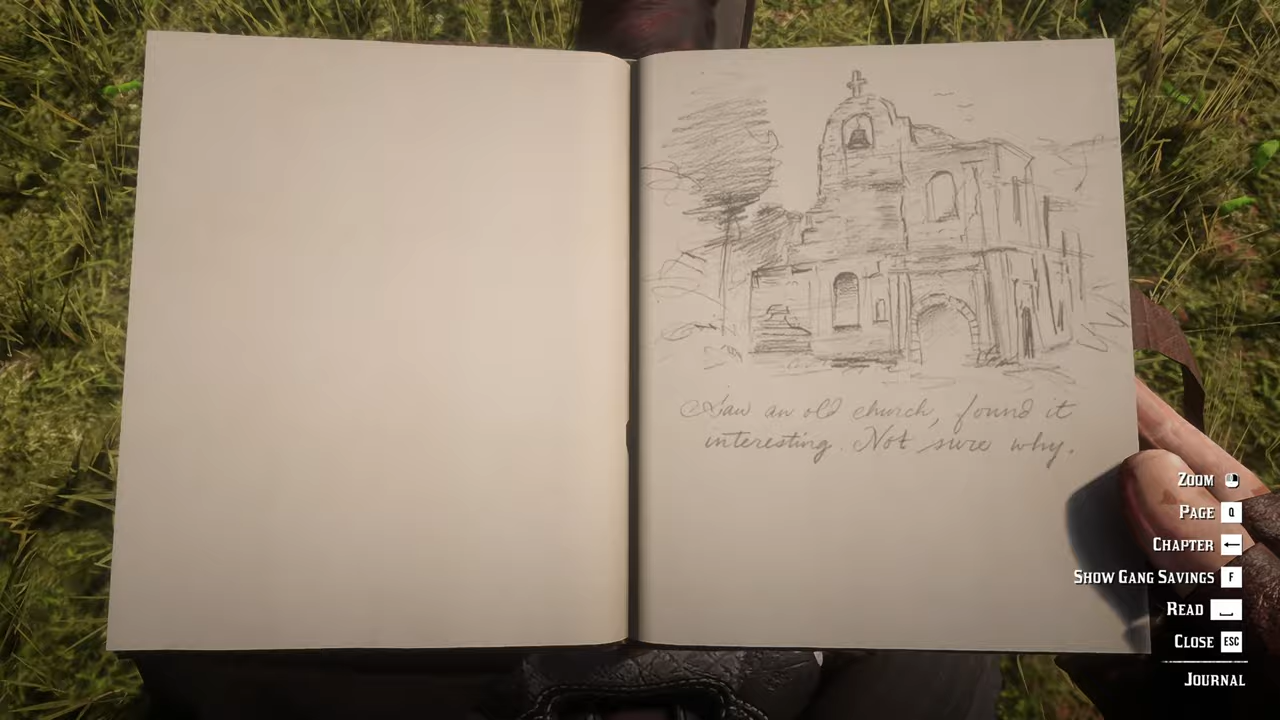 Saw an old church, found it
interesting. Not sure why.
ZOOM
PAGE Q
CHAPTER ←
SHOW GANG SAVINGS F
READ
CLOSE ESC
JOURNAL